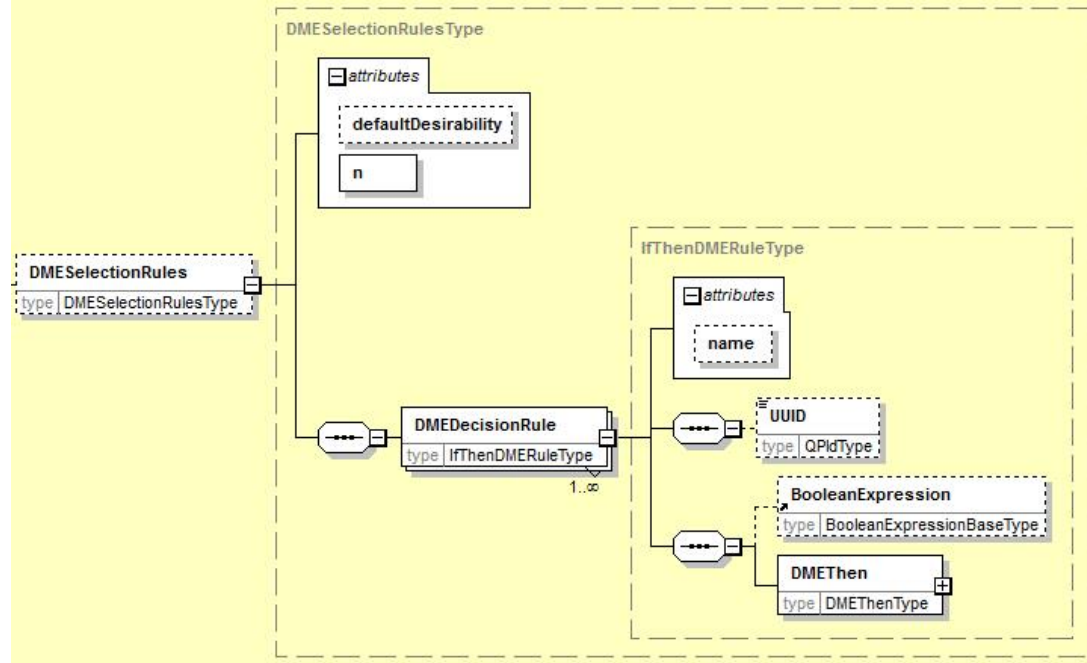 DMESelectionRulesType
attributes
defaultDesirability
n
IfThenDMERuleType
DMESelectionRules
type DMESelectionRulesType
attributes
name
DMEDecisionRule
type IfThenDMERuleType
1..∞
UUID
type QPIdType
BooleanExpression
type BooleanExpressionBaseType
DMEThen
type DMEThenType